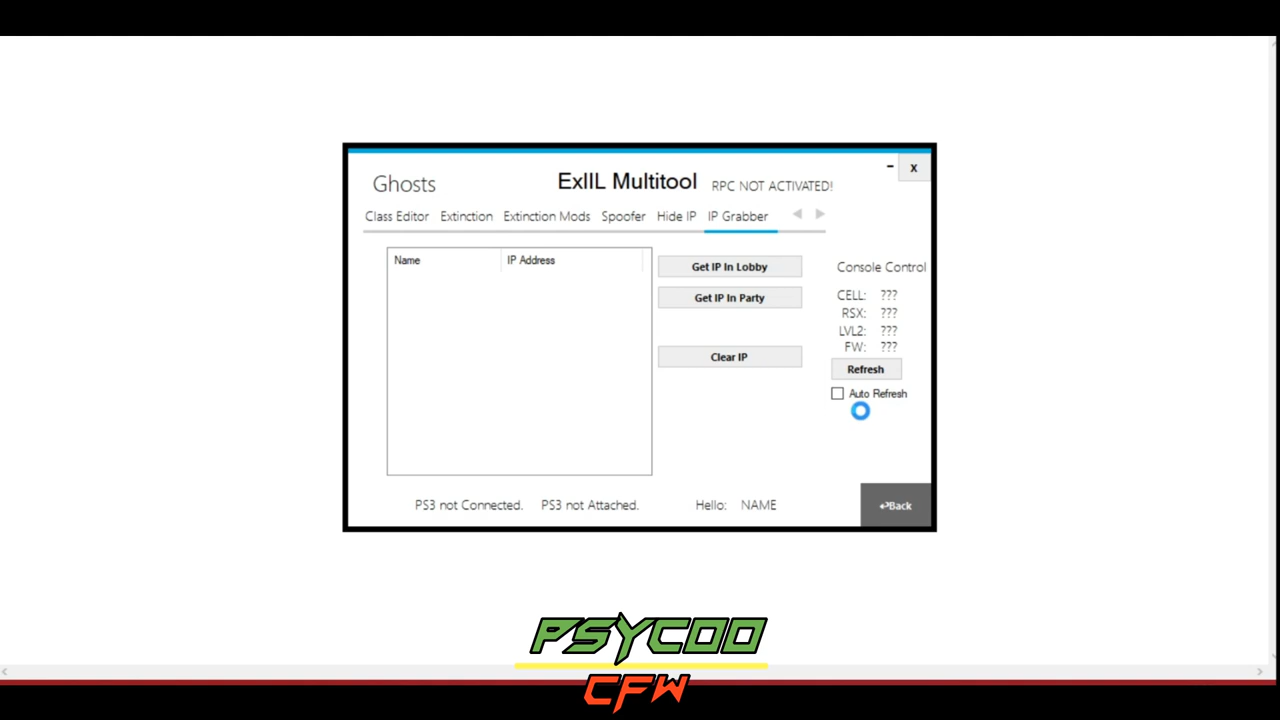 Ghosts
ExIIL Multitool
RPC NOT ACTIVATED!
- x
Class Editor Extinction Extinction Mods Spoofer Hide IP IP Grabber
Name IP Address
Get IP In Lobby
Get IP In Party
Clear IP
Console Control
CELL: ???
RSX: ???
LVL2: ???
FW: ???
Refresh
Auto Refresh
PS3 not Connected. PS3 not Attached. Hello: NAME
Back
PSYCOO
CFW